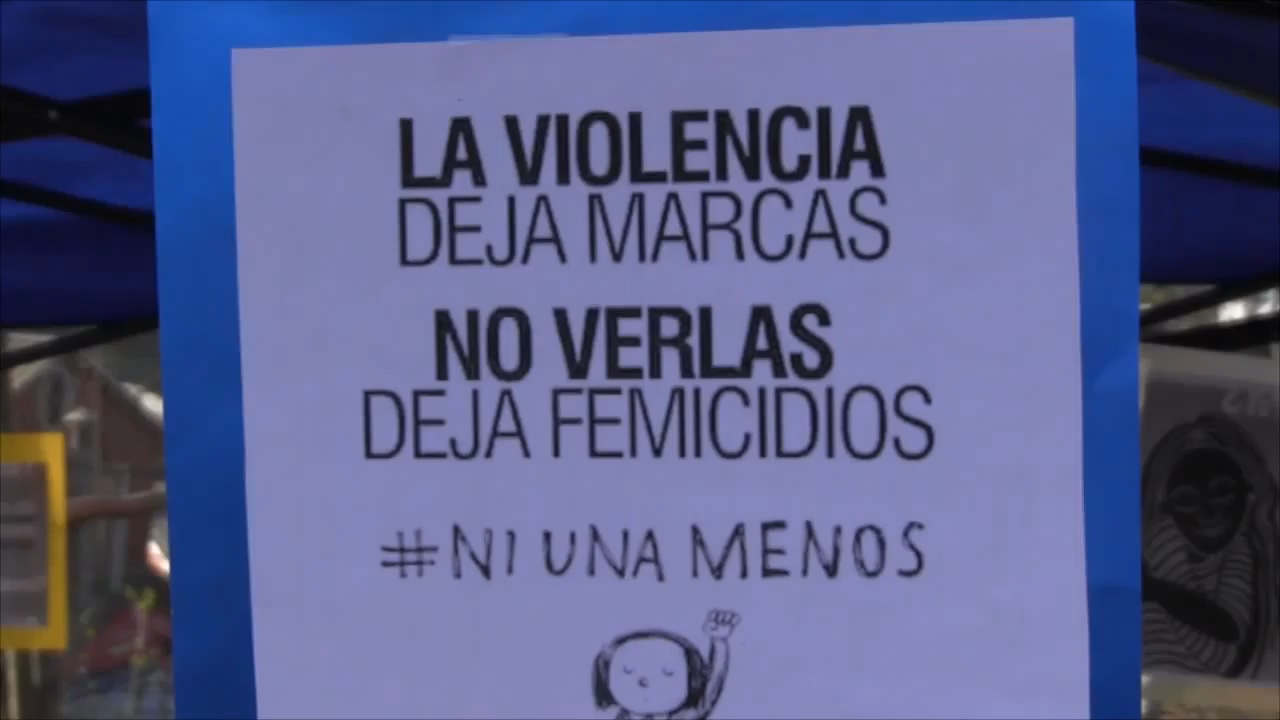 LA VIOLENCIA
DEJA MARCAS
NO VERLAS
DEJA FEMICIDIOS
#NI UNA MENOS